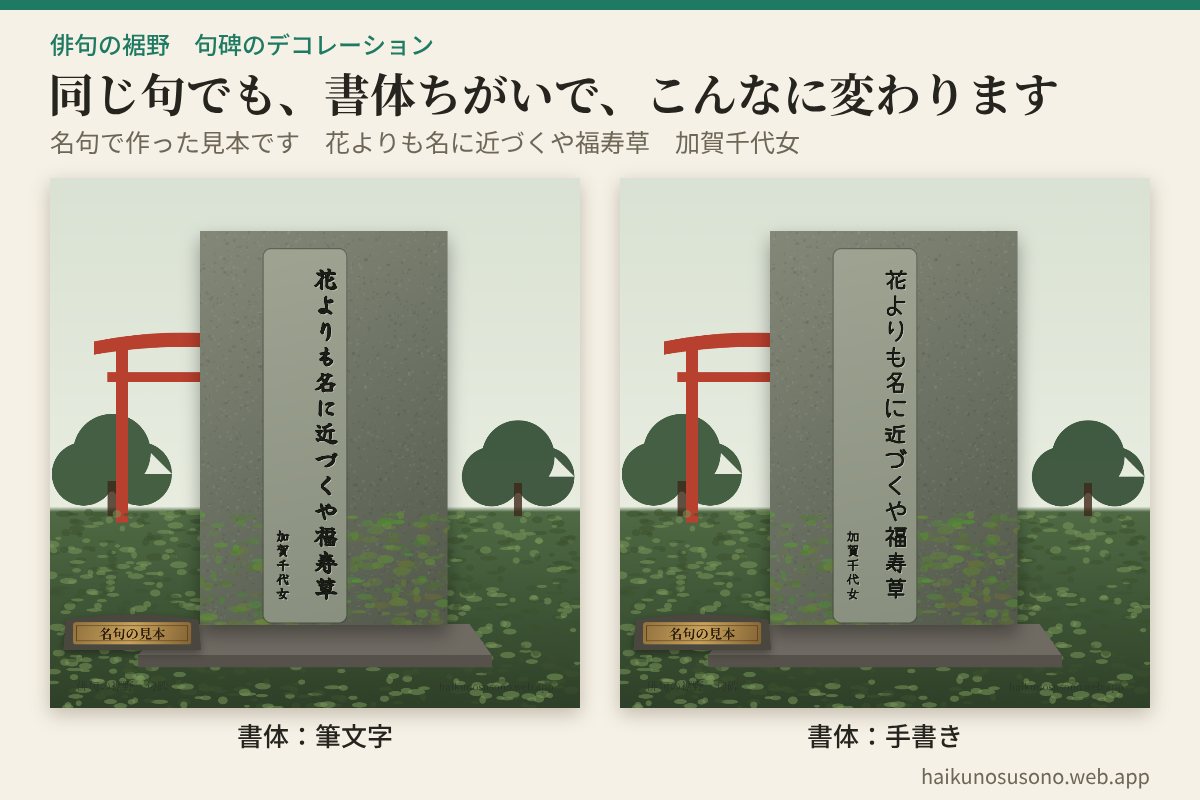 俳句の裾野　句碑のデコレーション
同じ句でも、書体ちがいで、こんなに変わります
名句で作った見本です　花よりも名に近づくや福寿草　加賀千代女
花よりも名に近づくや福寿草
加賀千代女
名句の見本
書体：筆文字
花よりも名に近づくや福寿草
加賀千代女
名句の見本
書体：手書き
haikunosusono.web.app